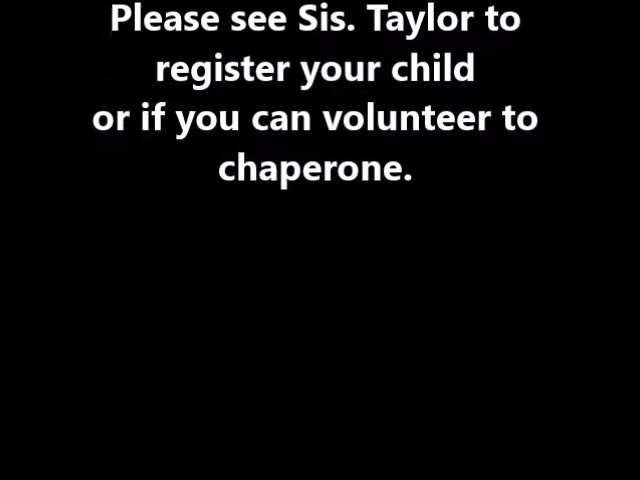 Please see Sis. Taylor to
register your child
or if you can volunteer to
chaperone.